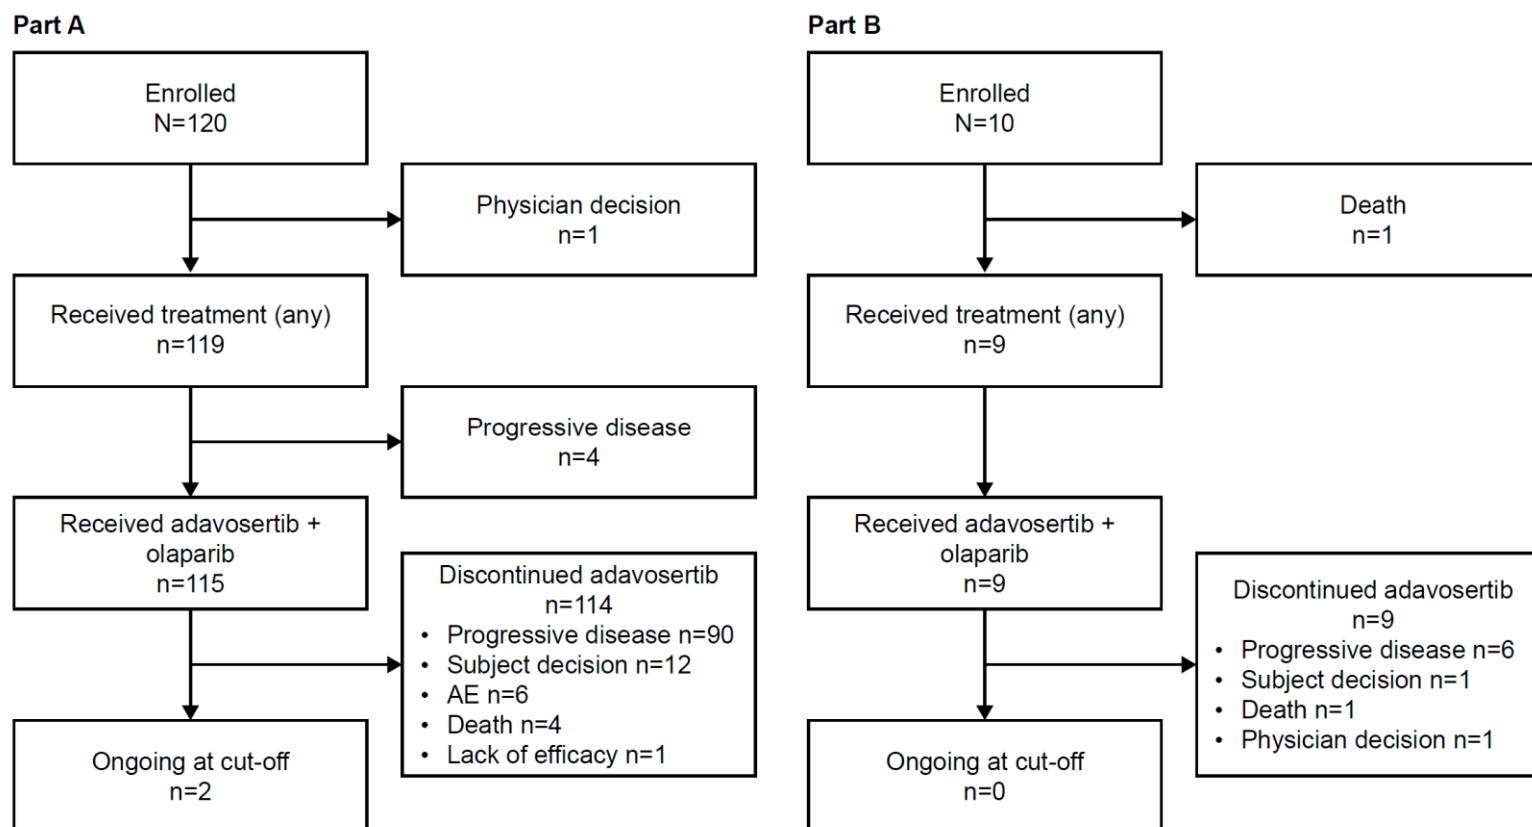 Part A
Enrolled
N=120
Physician decision
n=1
Received treatment (any)
n=119
Progressive disease
n=4
Received adavosertib +
olaparib
n=115
Discontinued adavosertib
n=114
• Progressive disease n=90
• Subject decision n=12
• AE n=6
• Death n=4
• Lack of efficacy n=1
Ongoing at cut-off
n=2
Part B
Enrolled
N=10
Death
n=1
Received treatment (any)
n=9
Received adavosertib +
olaparib
n=9
Discontinued adavosertib
n=9
• Progressive disease n=6
• Subject decision n=1
• Death n=1
• Physician decision n=1
Ongoing at cut-off
n=0